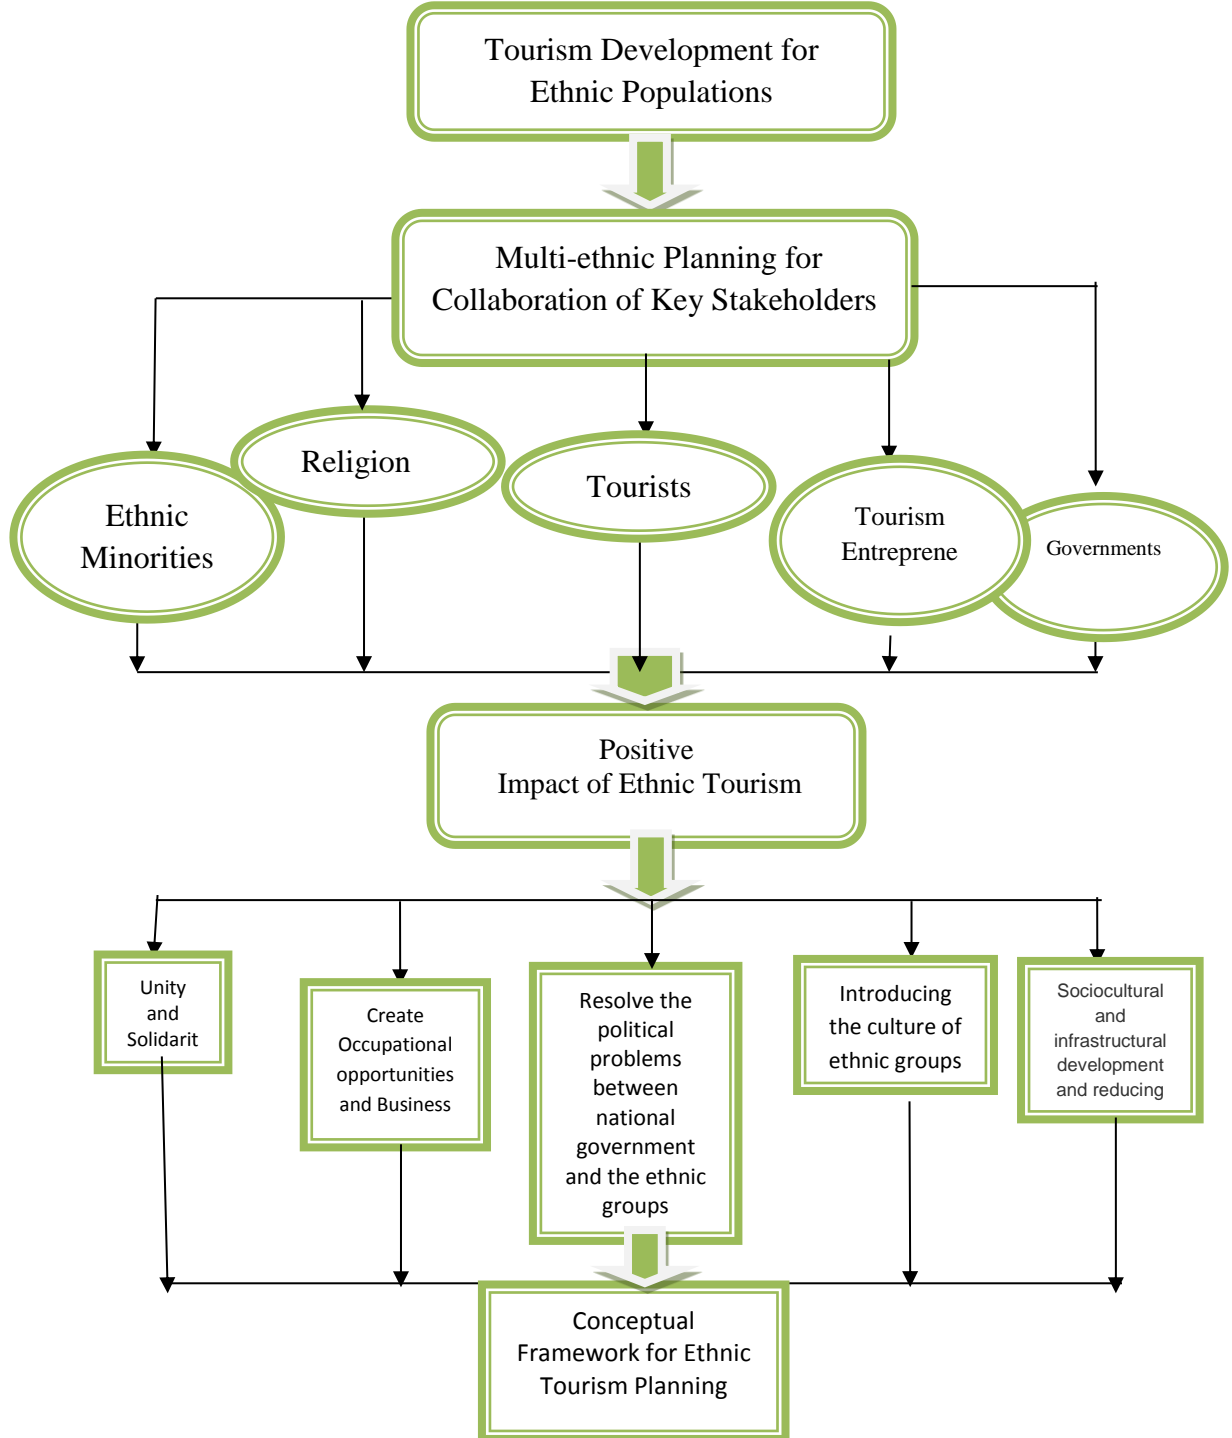 Tourism Development for
Ethnic Populations
Multi-ethnic Planning for
Collaboration of Key Stakeholders
Ethnic
Minorities
Religion
Tourists
Tourism
Entreprene
Governments
Positive
Impact of Ethnic Tourism
Unity
and
Solidarit
Create
Occupational
opportunities
and Business
Resolve the
political
problems
between
national
government
and the ethnic
groups
Introducing
the culture of
ethnic groups
Sociocultural
and
infrastructural
development
and reducing
Conceptual
Framework for Ethnic
Tourism Planning